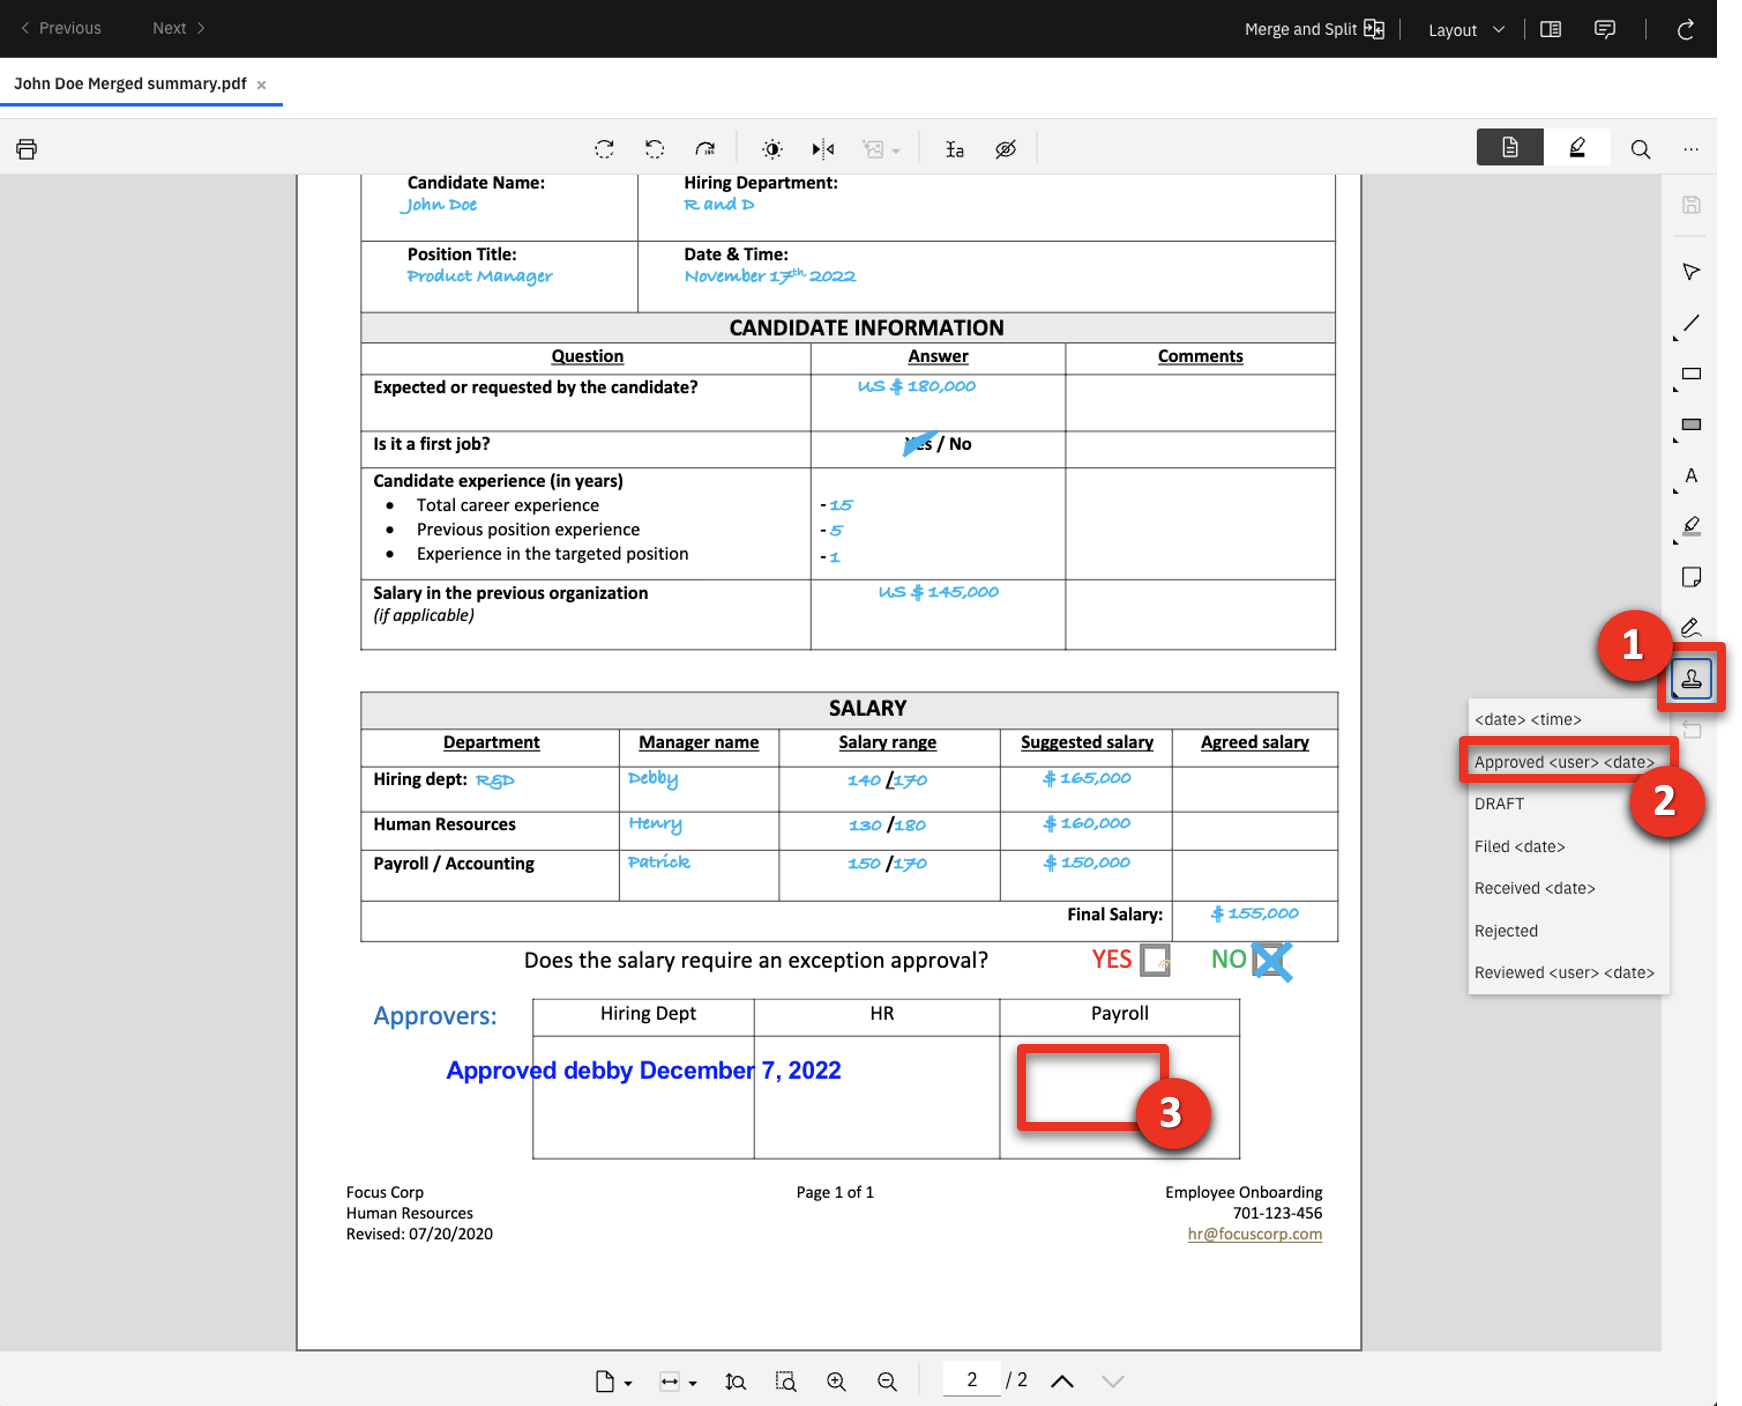 Previous Next Merge and Split Layout
John Doe Merged summary.pdf
Candidate Name: Hiring Department:
John Doe R and D
Position Title: Date & Time:
Product Manager November 17th, 2022
CANDIDATE INFORMATION
Question Answer Comments
Expected or requested by the candidate? US $ 180,000
Is it a first job? Yes / No
Candidate experience (in years)
• Total career experience - 15
• Previous position experience - 5
• Experience in the targeted position - 1
Salary in the previous organization US $ 145,000
(if applicable)
SALARY
Department Manager name Salary range Suggested salary Agreed salary
Hiring dept: R&D Debby 140 /170 $ 165,000
Human Resources Henry 130 /180 $ 160,000
Payroll / Accounting Patrick 150 /170 $ 150,000
Final Salary: $ 155,000
Does the salary require an exception approval? YES NO
Approvers: Hiring Dept HR Payroll
Approved debby December 7, 2022
3
Focus Corp Page 1 of 1 Employee Onboarding
Human Resources 701-123-456
Revised: 07/20/2020 hr@focuscorp.com
A
1
<date> <time>
Approved <user> <date>
2
DRAFT
Filed <date>
Received <date>
Rejected
Reviewed <user> <date>
2 / 2